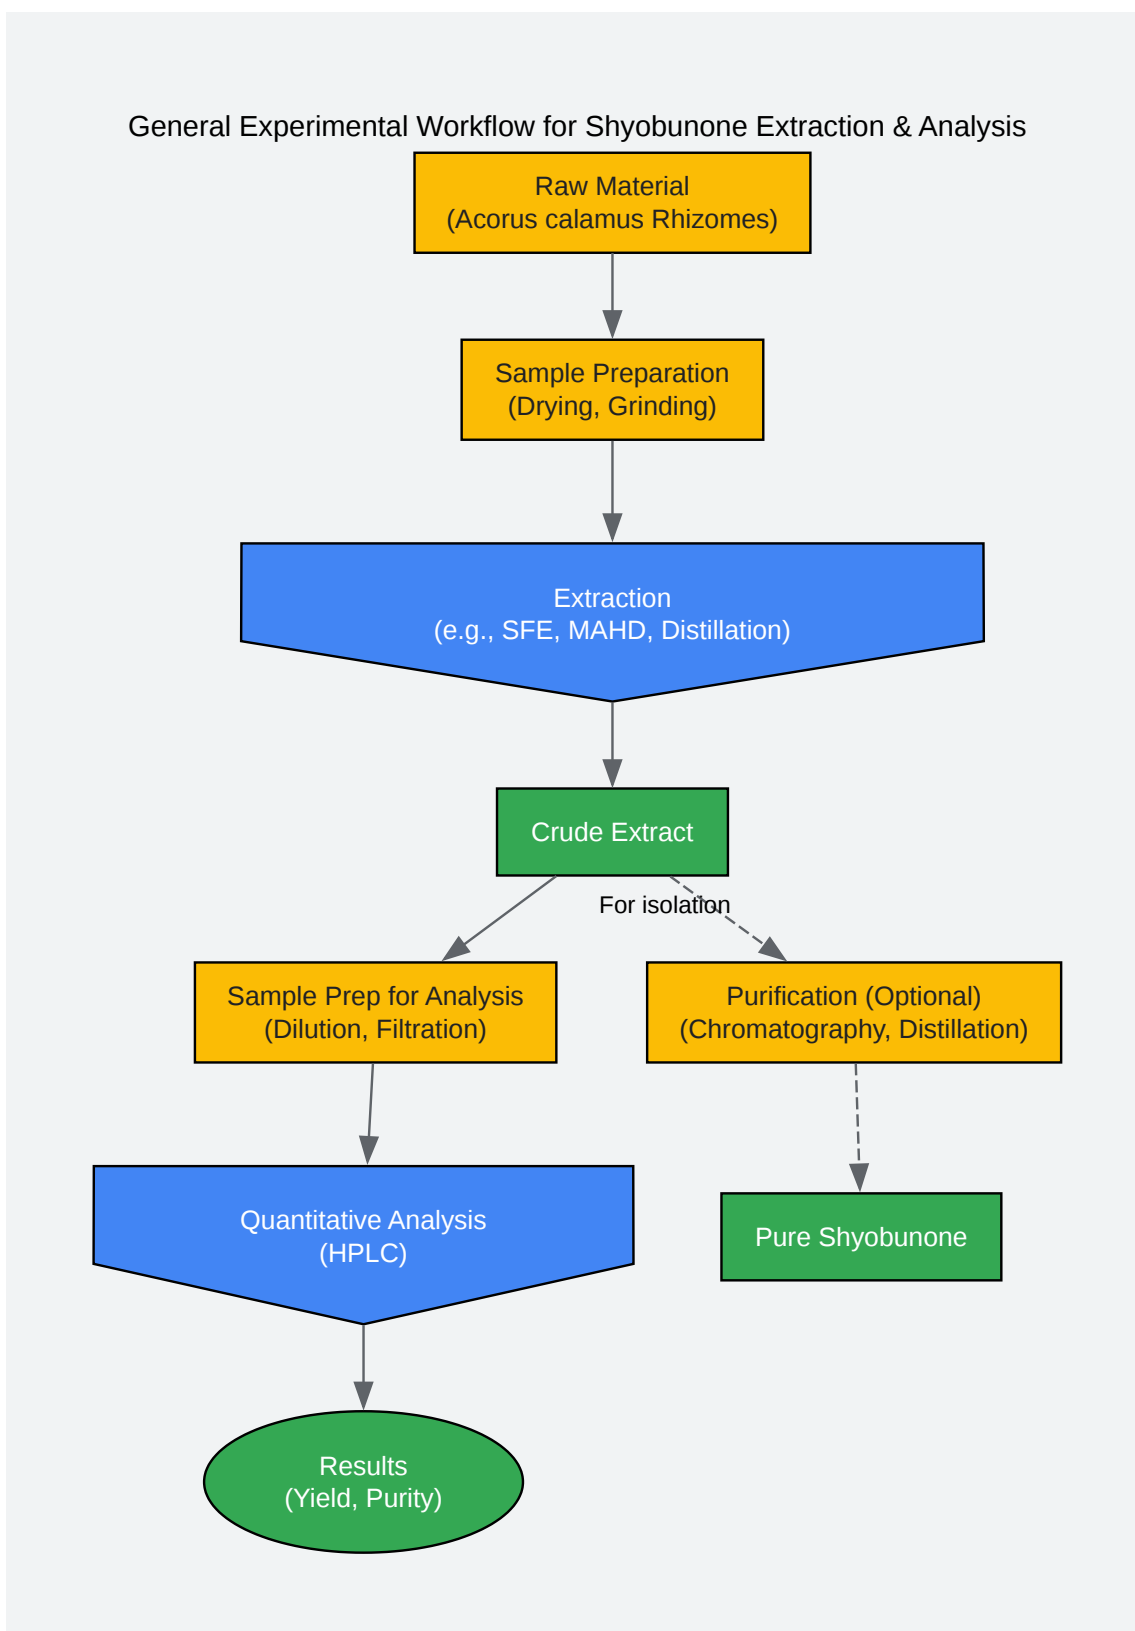 General Experimental Workflow for Shyobunone Extraction & Analysis
Raw Material
(Acorus calamus Rhizomes)
Sample Preparation
(Drying, Grinding)
Extraction
(e.g., SFE, MAHD, Distillation)
Crude Extract
For isolation
Sample Prep for Analysis
(Dilution, Filtration)
Purification (Optional)
(Chromatography, Distillation)
Quantitative Analysis
(HPLC)
Pure Shyobunone
Results
(Yield, Purity)